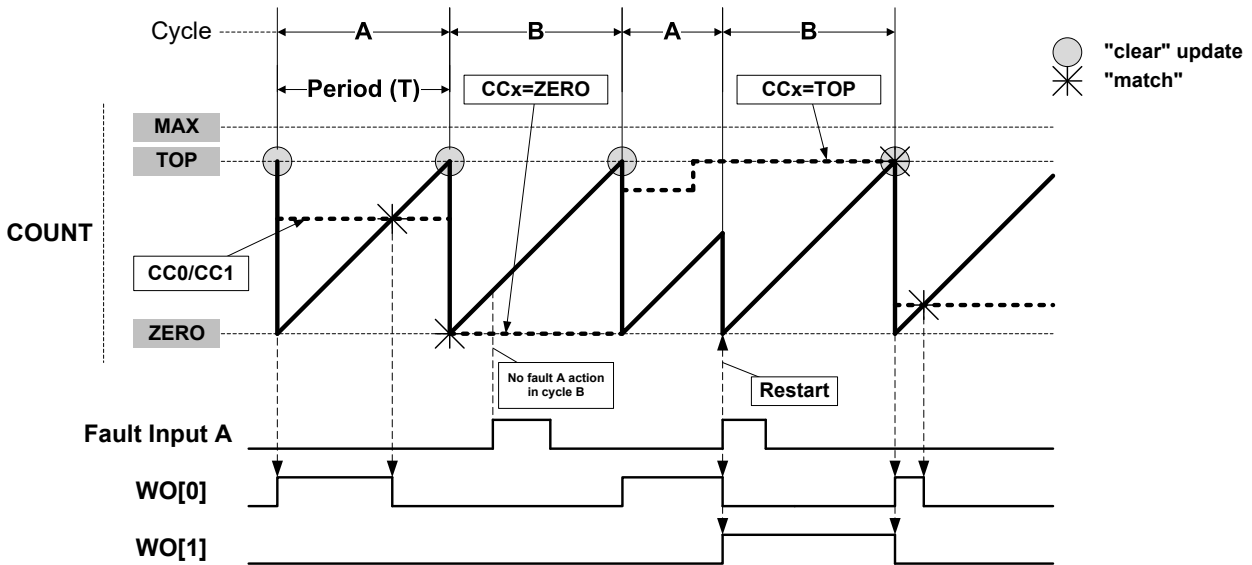 Cycle
A
B
A
B
"clear" update
"match"
Period (T)
CCx=ZERO
CCx=TOP
MAX
TOP
COUNT
CC0/CC1
ZERO
No fault A action
in cycle B
Restart
Fault Input A
WO[0]
WO[1]